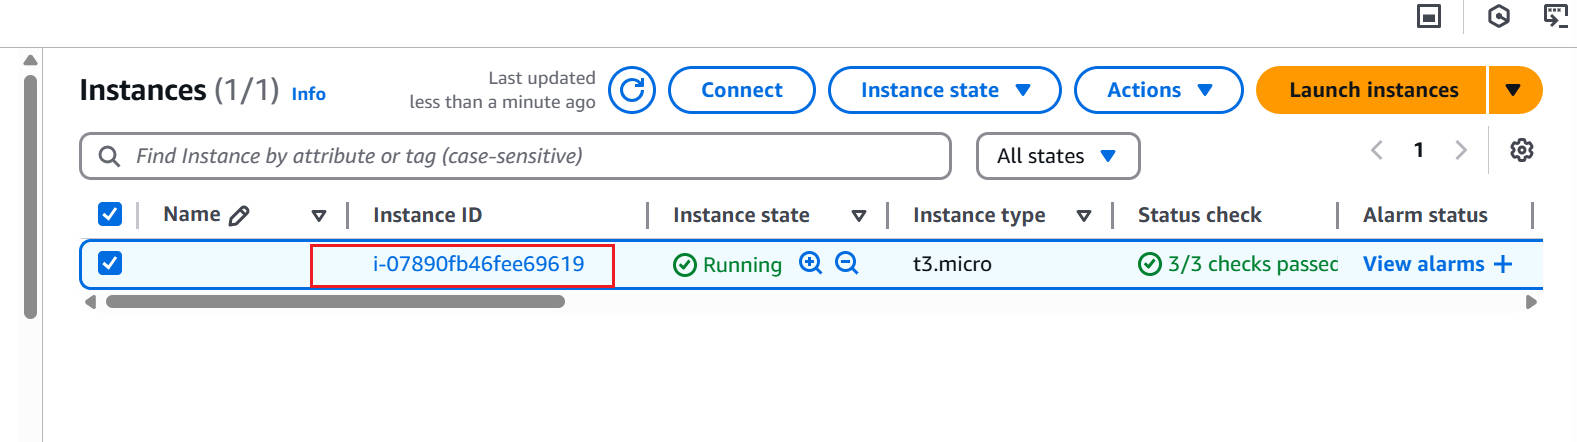 Instances (1/1) Info
Last updated
less than a minute ago
Connect
Instance state
Actions
Launch instances
Find Instance by attribute or tag (case-sensitive)
All states
1
Name Instance ID Instance state Instance type Status check Alarm status
i-07890fb46fee69619 Running t3.micro 3/3 checks passed View alarms +